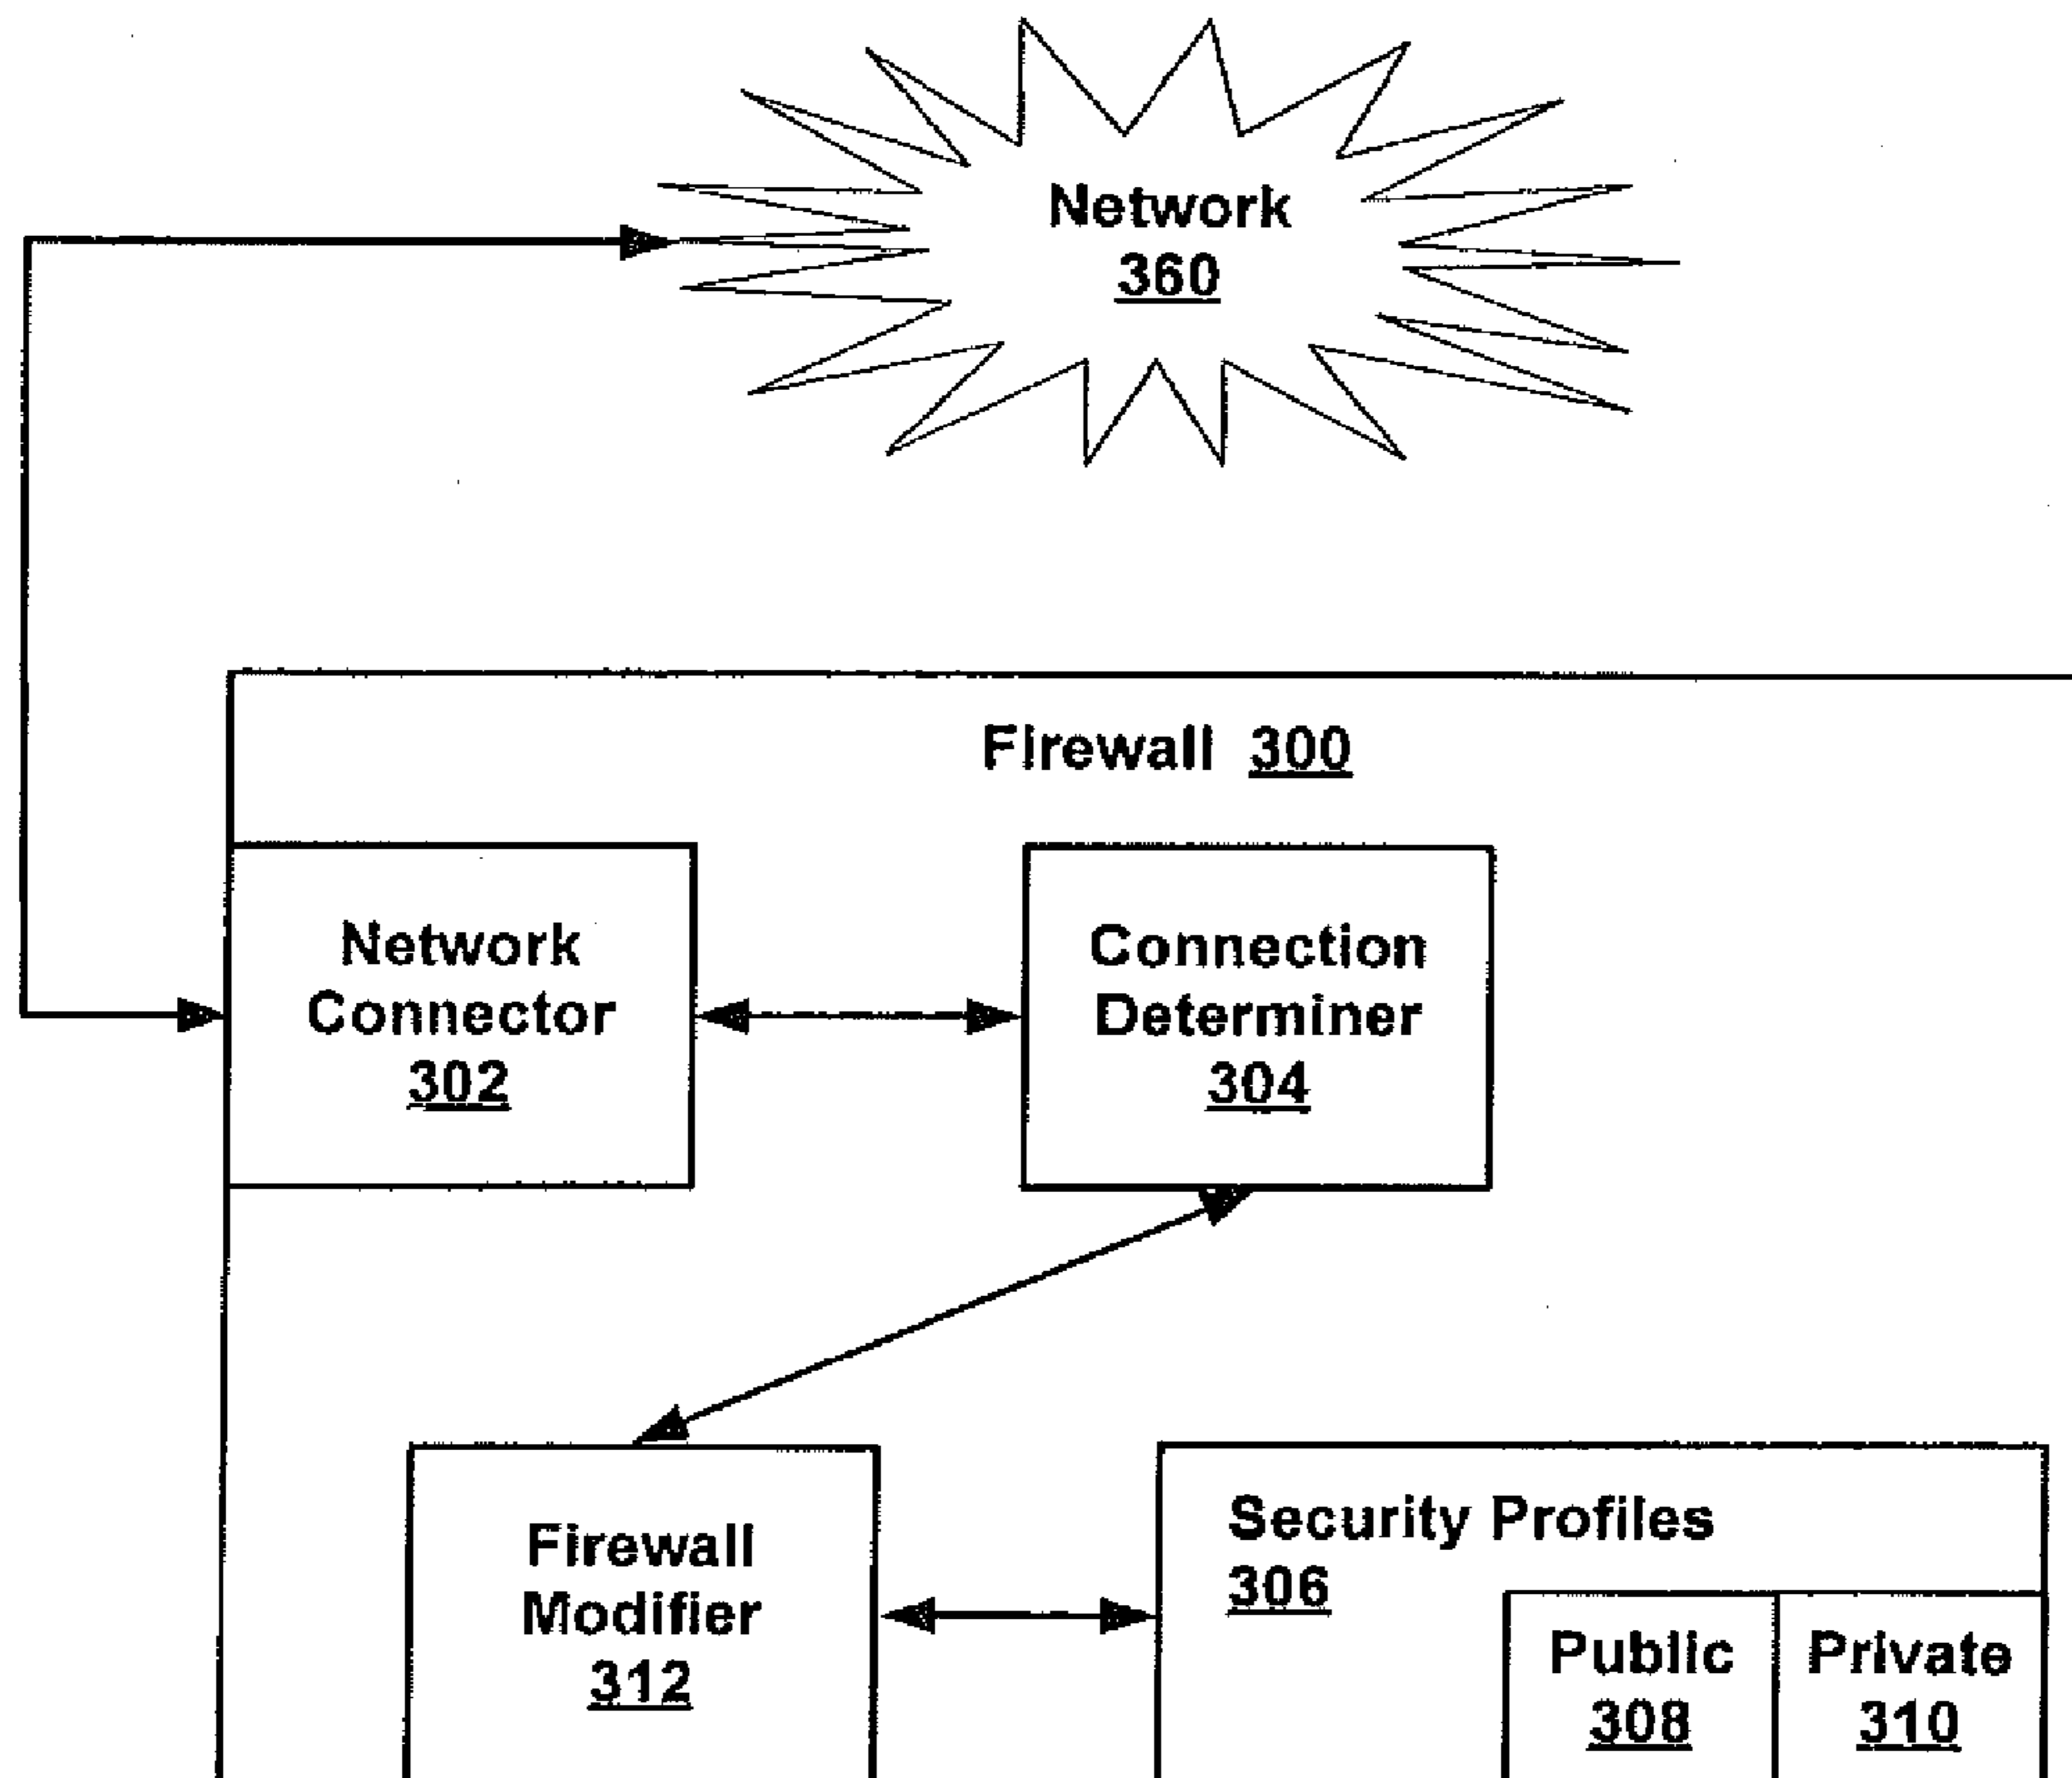 Network
360
Firewall 300
Network
Connector
302
Connection
Determiner
304
Firewall
Modifier
312
Security Profiles
306
Public
308
Private
310